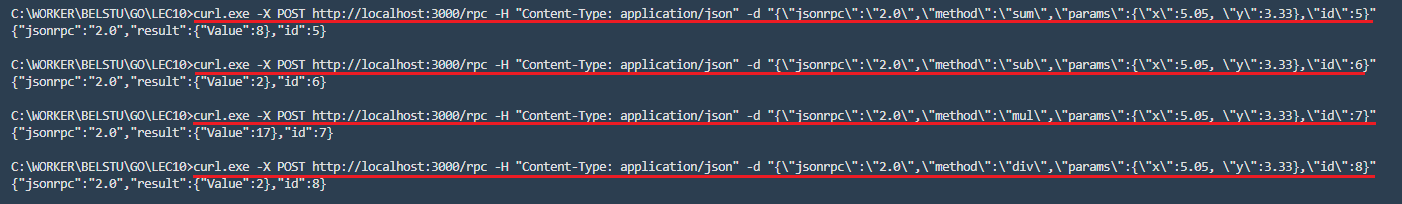 C:\WORKER\BELSTU\GO\LEC10>curl.exe -X POST http://localhost:3000/rpc -H "Content-Type: application/json" -d "{\"jsonrpc\":\"2.0\",\"method\":\"sum\",\"params\":{\"x\":5.05, \"y\":3.33},\"id\":5}"
{"jsonrpc":"2.0","result":{"Value":8},"id":5}
C:\WORKER\BELSTU\GO\LEC10>curl.exe -X POST http://localhost:3000/rpc -H "Content-Type: application/json" -d "{\"jsonrpc\":\"2.0\",\"method\":\"sub\",\"params\":{\"x\":5.05, \"y\":3.33},\"id\":6}"
{"jsonrpc":"2.0","result":{"Value":2},"id":6}
C:\WORKER\BELSTU\GO\LEC10>curl.exe -X POST http://localhost:3000/rpc -H "Content-Type: application/json" -d "{\"jsonrpc\":\"2.0\",\"method\":\"mul\",\"params\":{\"x\":5.05, \"y\":3.33},\"id\":7}"
{"jsonrpc":"2.0","result":{"Value":17},"id":7}
C:\WORKER\BELSTU\GO\LEC10>curl.exe -X POST http://localhost:3000/rpc -H "Content-Type: application/json" -d "{\"jsonrpc\":\"2.0\",\"method\":\"div\",\"params\":{\"x\":5.05, \"y\":3.33},\"id\":8}"
{"jsonrpc":"2.0","result":{"Value":2},"id":8}